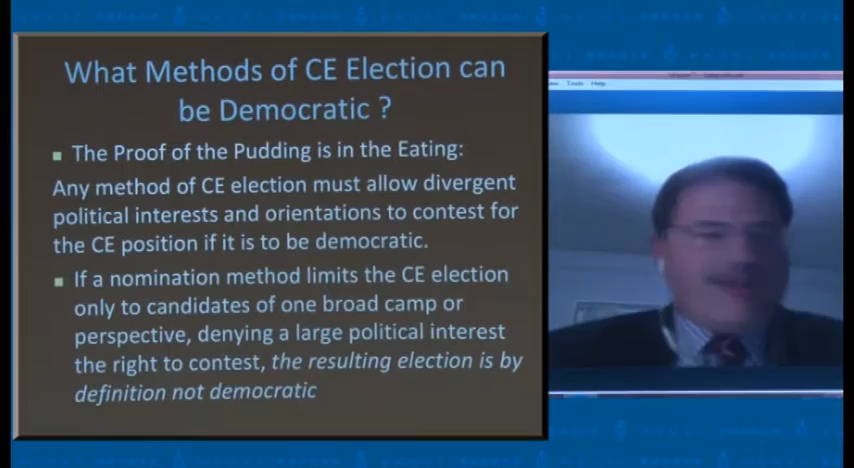 What Methods of CE Election can
be Democratic ?
▪ The Proof of the Pudding is in the Eating:
Any method of CE election must allow divergent
political interests and orientations to contest for
the CE position if it is to be democratic.
▪ If a nomination method limits the CE election
only to candidates of one broad camp or
perspective, denying a large political interest
the right to contest, the resulting election is by
definition not democratic
Tools Help